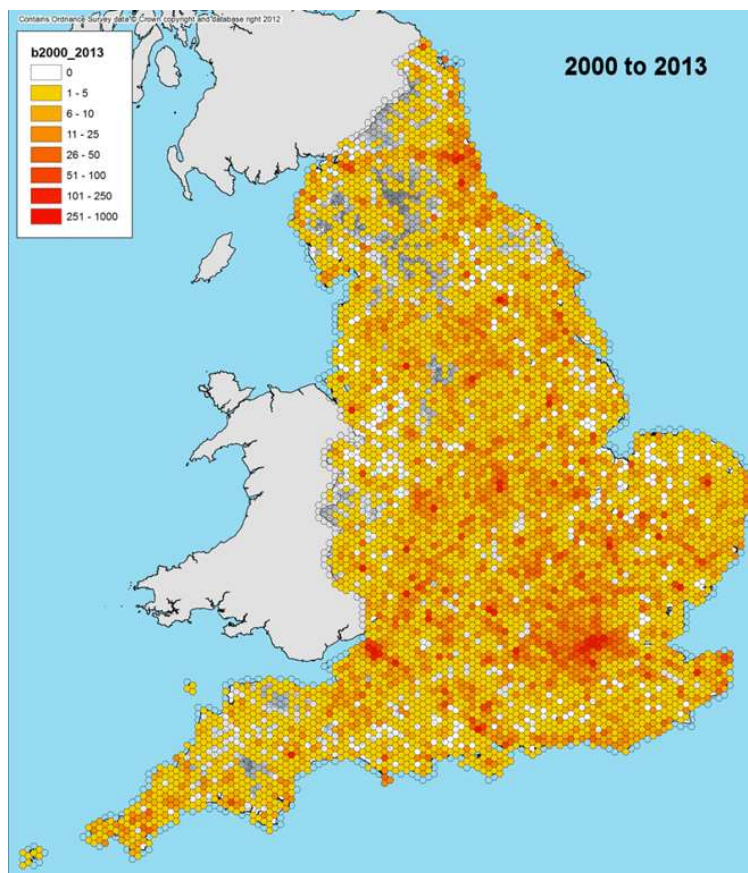 Contains Ordnance Survey data © Crown copyright and database right 2012
b2000_2013
0
1 - 5
6 - 10
11 - 25
26 - 50
51 - 100
101 - 250
251 - 1000
2000 to 2013